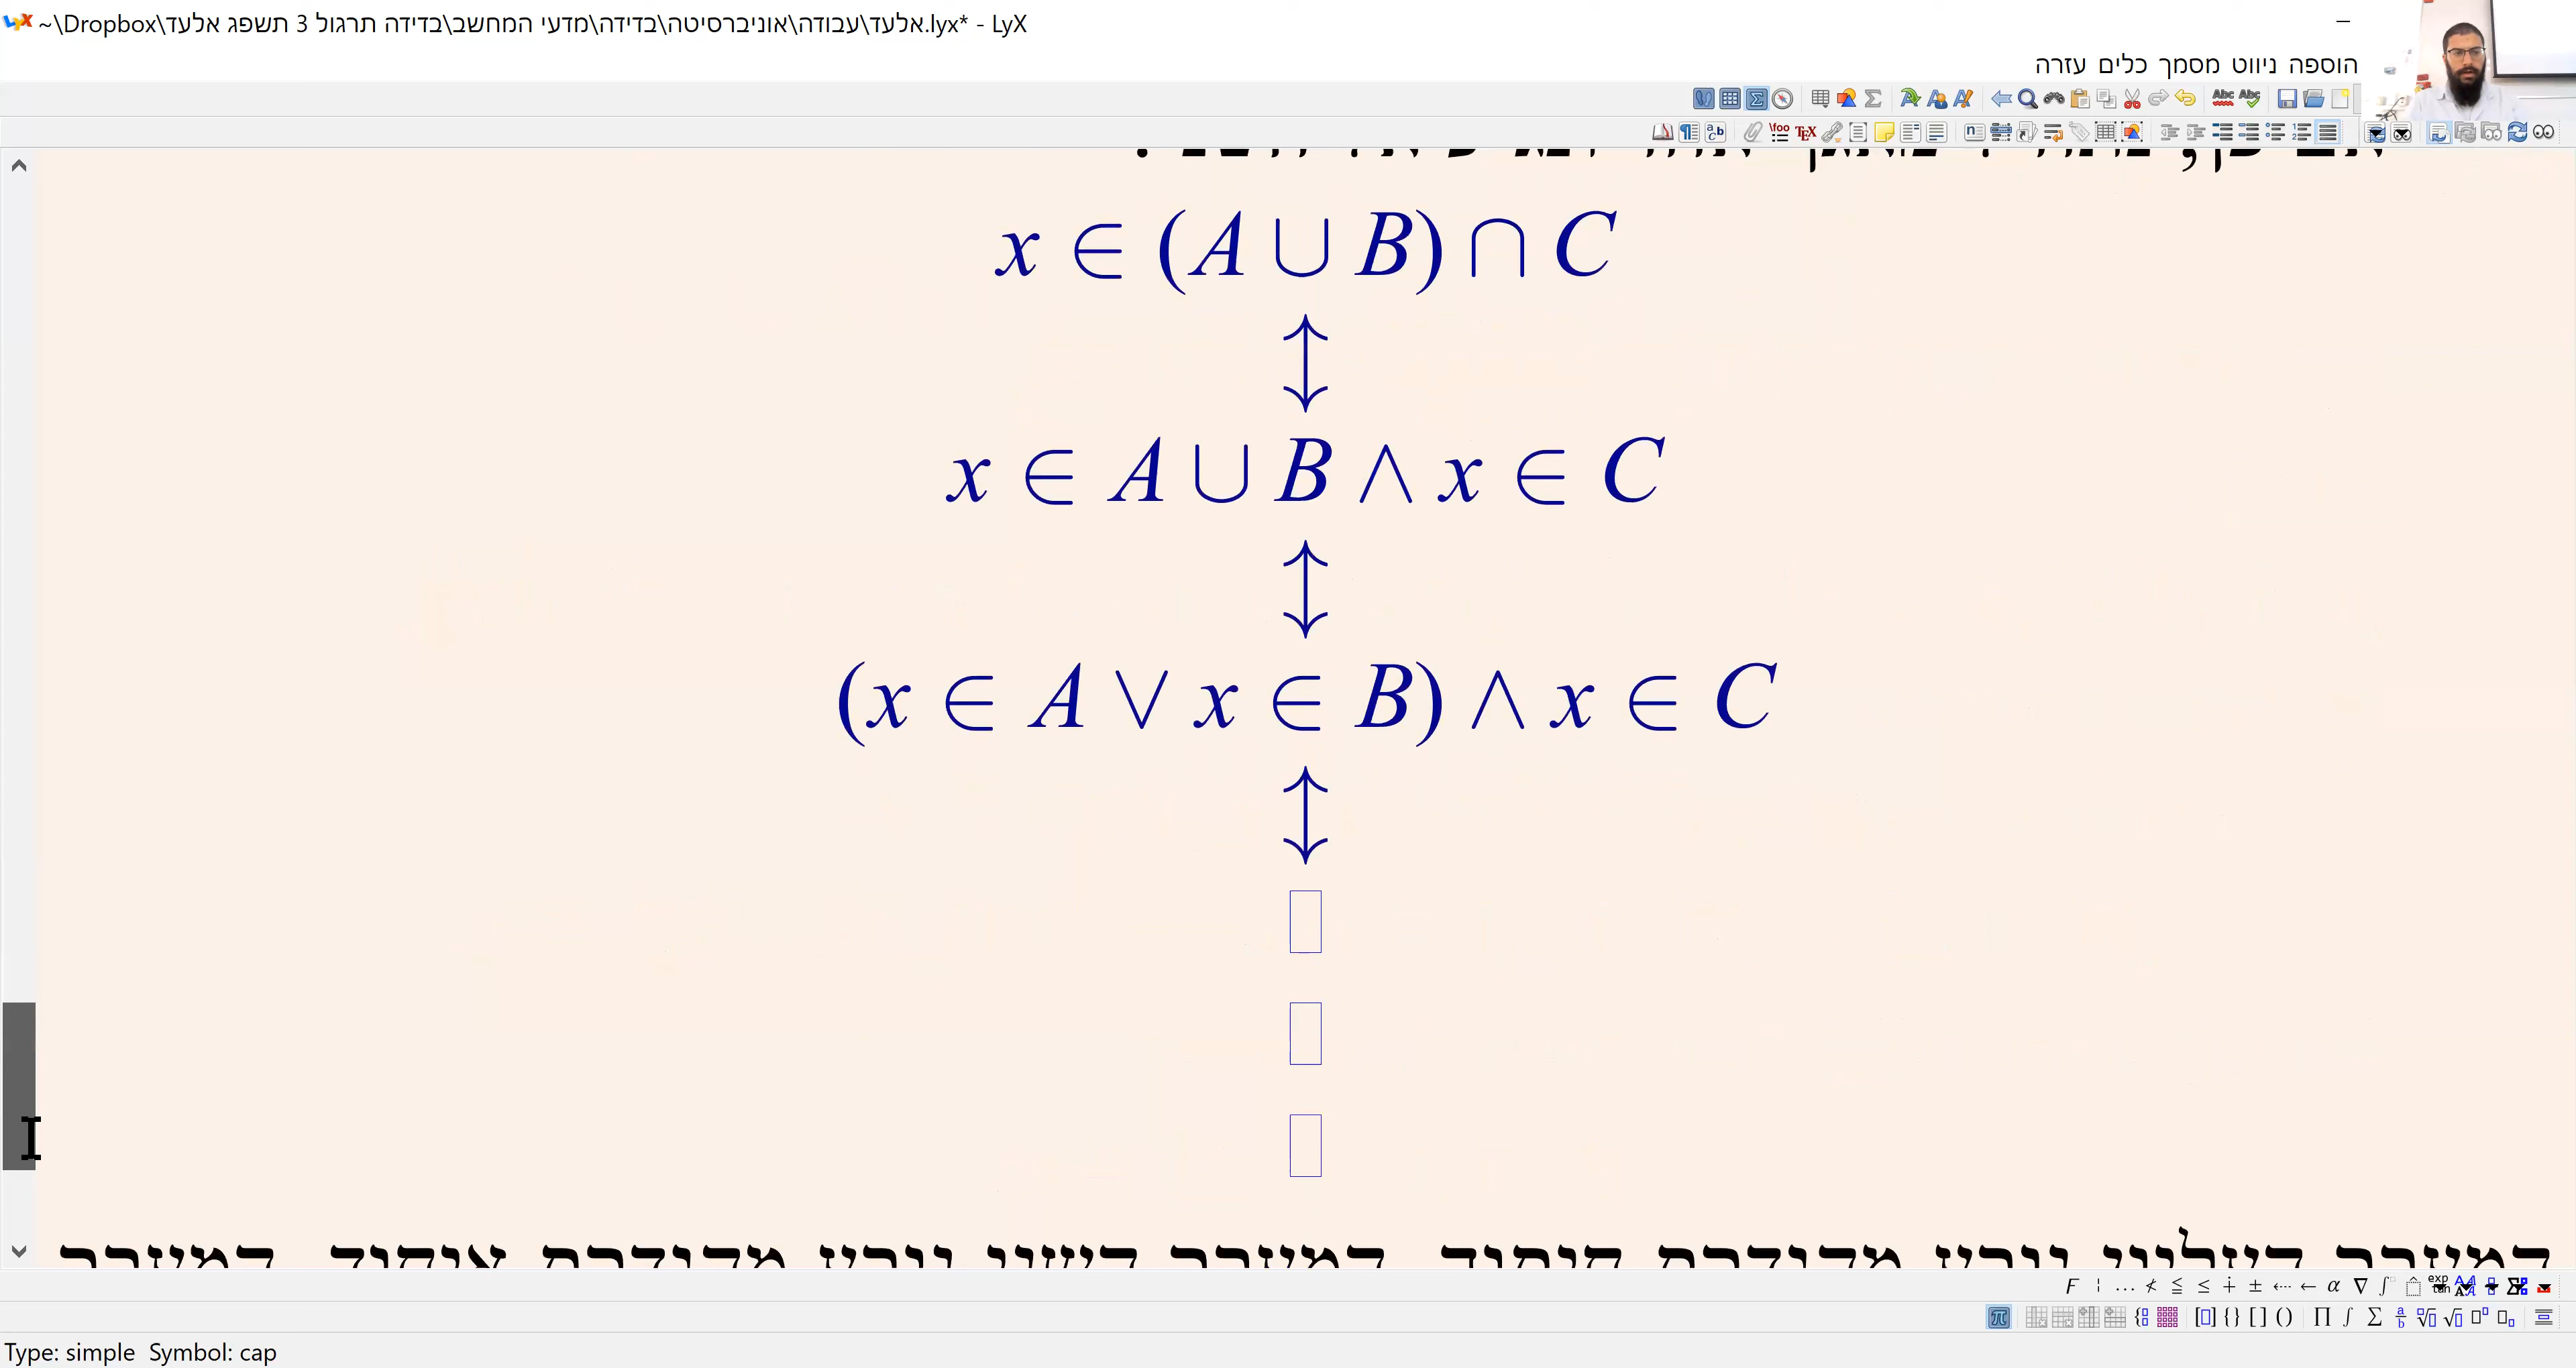 ~\Dropbox\אלעד\עבודה\אוניברסיטה\בדידה\מדעי המחשב\בדידה תרגול 3 תשפג אלעד.lyx* - LyX
הוספה ניווט מסמך כלים עזרה
x ∈ (A ∪ B) ∩ C
↕
x ∈ A ∪ B ∧ x ∈ C
↕
(x ∈ A ∨ x ∈ B) ∧ x ∈ C
↕
Type: simple Symbol: cap